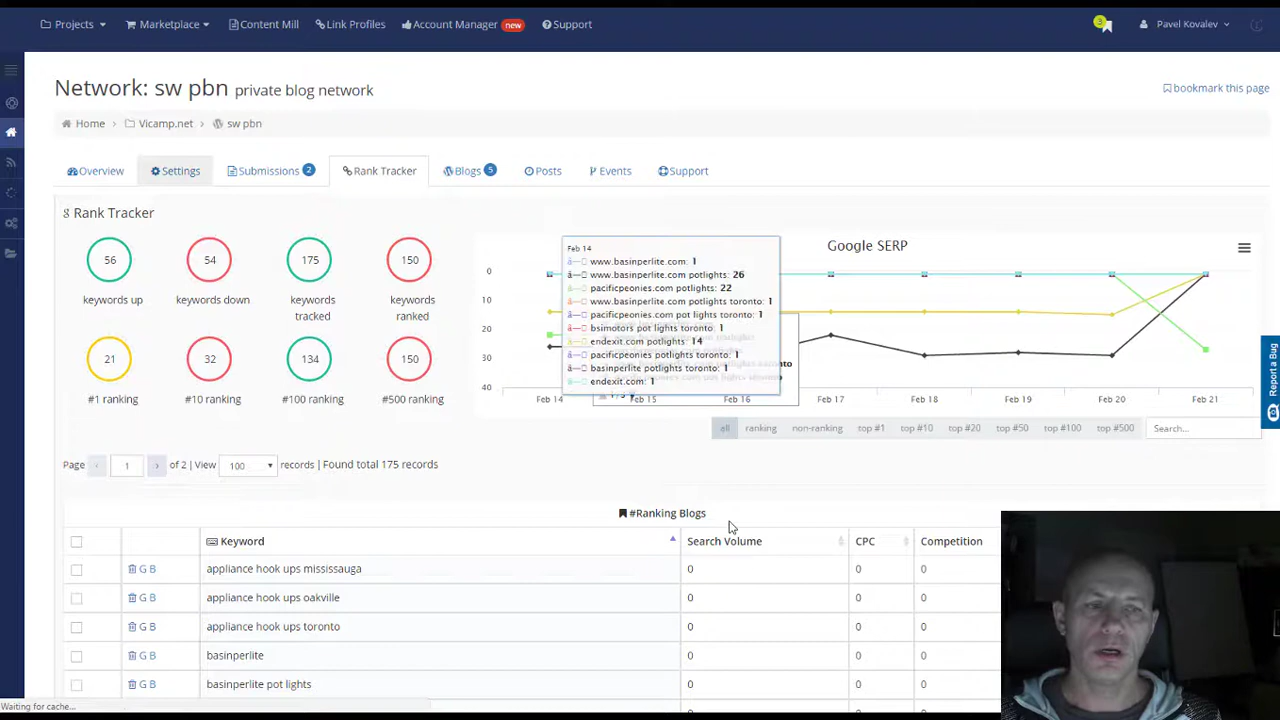 Projects Marketplace Content Mill Link Profiles Account Manager new Support 3 Pavel Kovalev
Network: sw pbn private blog network
bookmark this page
Home > Vicamp.net > sw pbn
Overview Settings Submissions 2 Rank Tracker Blogs 5 Posts Events Support
Rank Tracker
56 54 175 150
keywords up keywords down keywords tracked keywords ranked
21 32 134 150
#1 ranking #10 ranking #100 ranking #500 ranking
Google SERP
0
10
20
30
40
Feb 14
www.basinperlite.com: 1
www.basinperlite.com potlights: 26
pacificpeonies.com potlights: 22
www.basinperlite.com potlights toronto: 1
pacificpeonies.com pot lights toronto: 1
bsimotors pot lights toronto: 1
endexit.com potlights: 14
pacificpeonies potlights toronto: 1
basinperlite potlights toronto: 1
endexit.com: 1
1/3
Feb 14 Feb 15 Feb 16 Feb 17 Feb 18 Feb 19 Feb 20 Feb 21
all ranking non-ranking top #1 top #10 top #20 top #50 top #100 top #500 Search...
Page ‹ 1 › of 2 | View 100 records | Found total 175 records
#Ranking Blogs
Keyword Search Volume CPC Competition
G B appliance hook ups mississauga 0 0 0
G B appliance hook ups oakville 0 0 0
G B appliance hook ups toronto 0 0 0
G B basinperlite 0 0 0
G B basinperlite pot lights 0 0 0
Waiting for cache...
Report a Bug